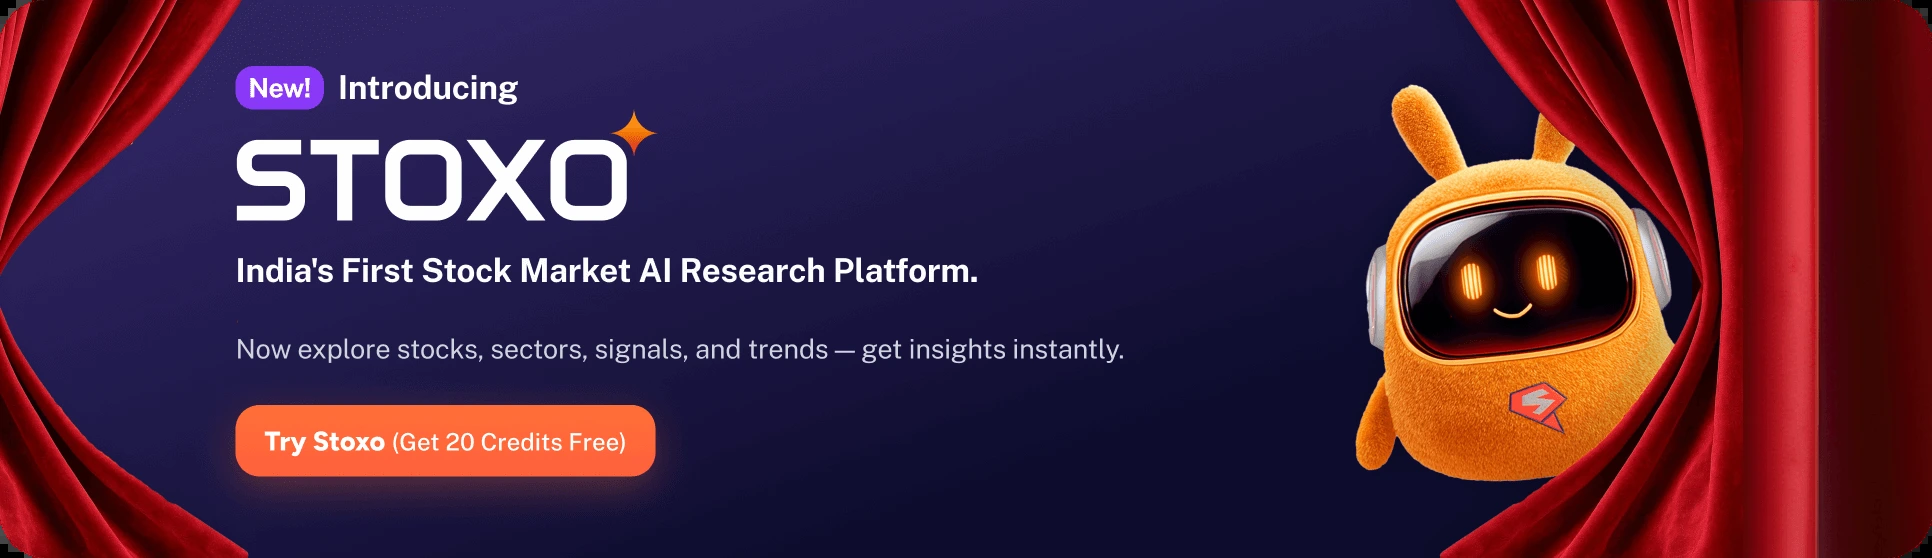 New! Introducing
STOXO
India's First Stock Market AI Research Platform.
Now explore stocks, sectors, signals, and trends — get insights instantly.
Try Stoxo (Get 20 Credits Free)